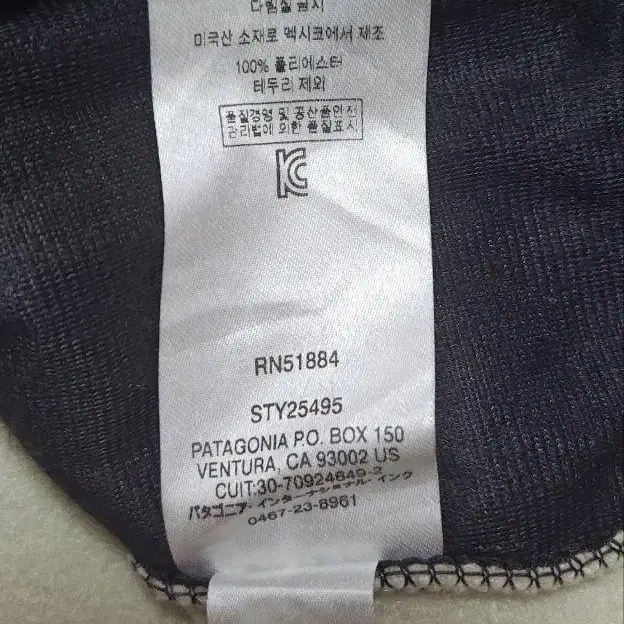 다림질 금지
미국산 소재로 멕시코에서 제조
100% 폴리에스터
테두리 제외
품질경영 및 공산품안전
관리법에 의한 품질표시
KC
RN51884
STY25495
PATAGONIA P.O. BOX 150
VENTURA, CA 93002 US
CUIT:30-70924649-2
パタゴニア・インターナショナル・インク
0467-23-8961